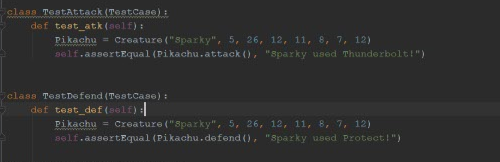 class TestAttack(TestCase):
def test_atk(self):
Pikachu = Creature("Sparky", 5, 26, 12, 11, 8, 7, 12)
self.assertEqual(Pikachu.attack(), "Sparky used Thunderbolt!")
class TestDefend(TestCase):
def test_def(self):
Pikachu = Creature("Sparky", 5, 26, 12, 11, 8, 7, 12)
self.assertEqual(Pikachu.defend(), "Sparky used Protect!")